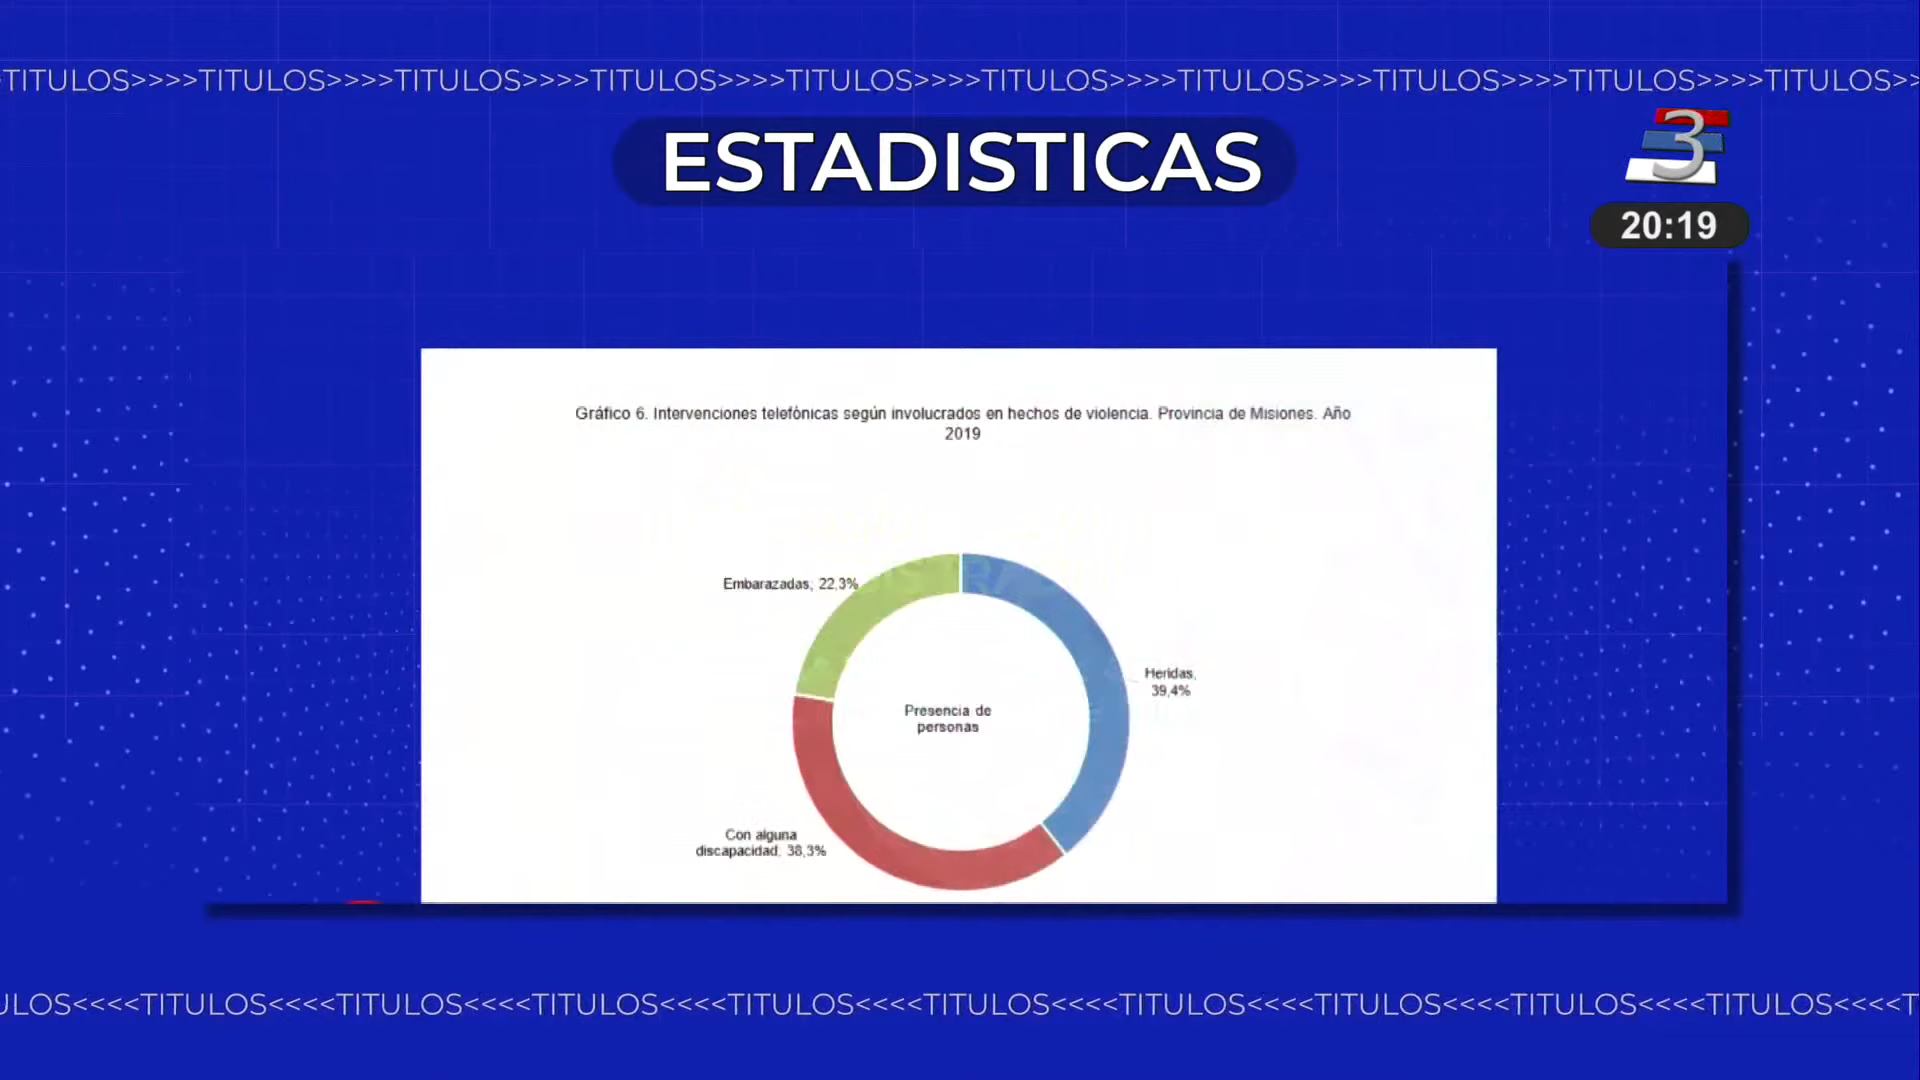 TITULOS>>>>TITULOS>>>>TITULOS>>>>TITULOS>>>>TITULOS>>>>TITULOS>>>>TITULOS>>>>TITULOS>>>>TITULOS>>>>TITULOS>>
ESTADISTICAS
3
20:19
Gráfico 6. Intervenciones telefónicas según involucrados en hechos de violencia. Provincia de Misiones. Año
2019
Embarazadas; 22,3%
Heridas,
39,4%
Presencia de
personas
Con alguna
discapacidad, 38,3%
ULOS<<<<TITULOS<<<<TITULOS<<<<TITULOS<<<<TITULOS<<<<TITULOS<<<<TITULOS<<<<TITULOS<<<<TITULOS<<<<TITULOS<<<<T